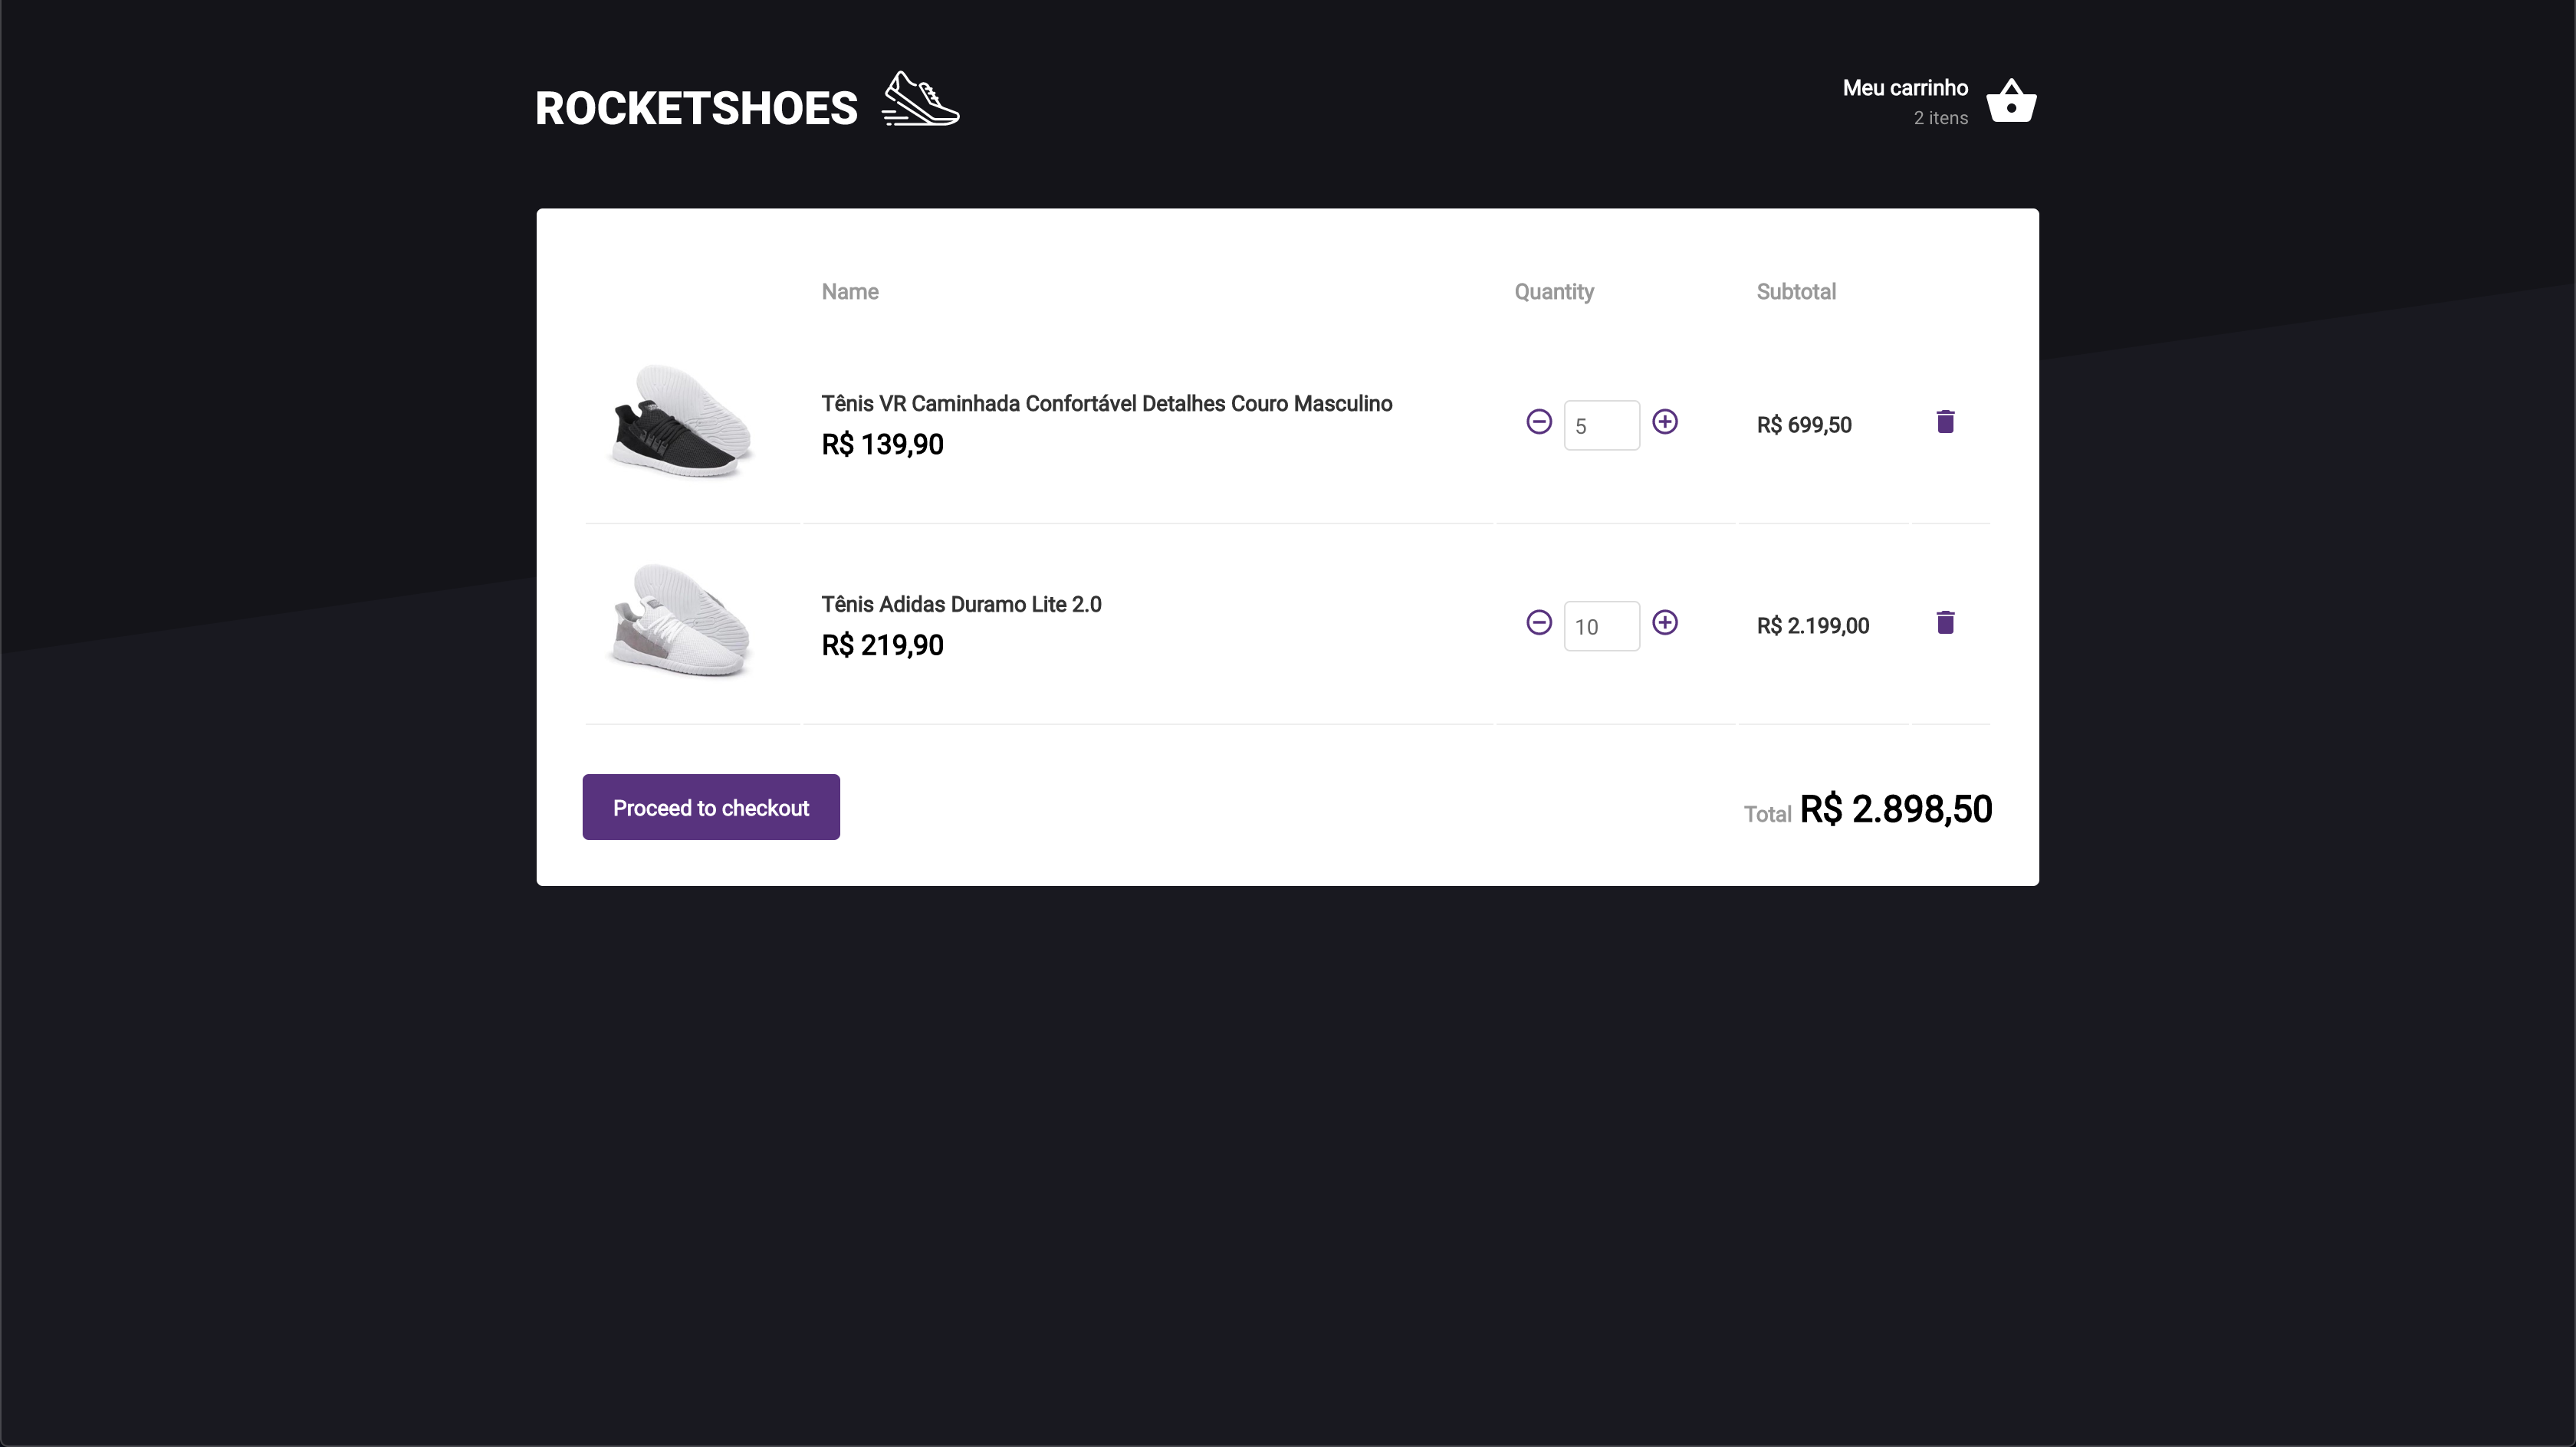 ROCKETSHOES
Meu carrinho
2 itens
Name Quantity Subtotal
Tênis VR Caminhada Confortável Detalhes Couro Masculino
R$ 139,90
5
R$ 699,50
Tênis Adidas Duramo Lite 2.0
R$ 219,90
10
R$ 2.199,00
Proceed to checkout
Total R$ 2.898,50